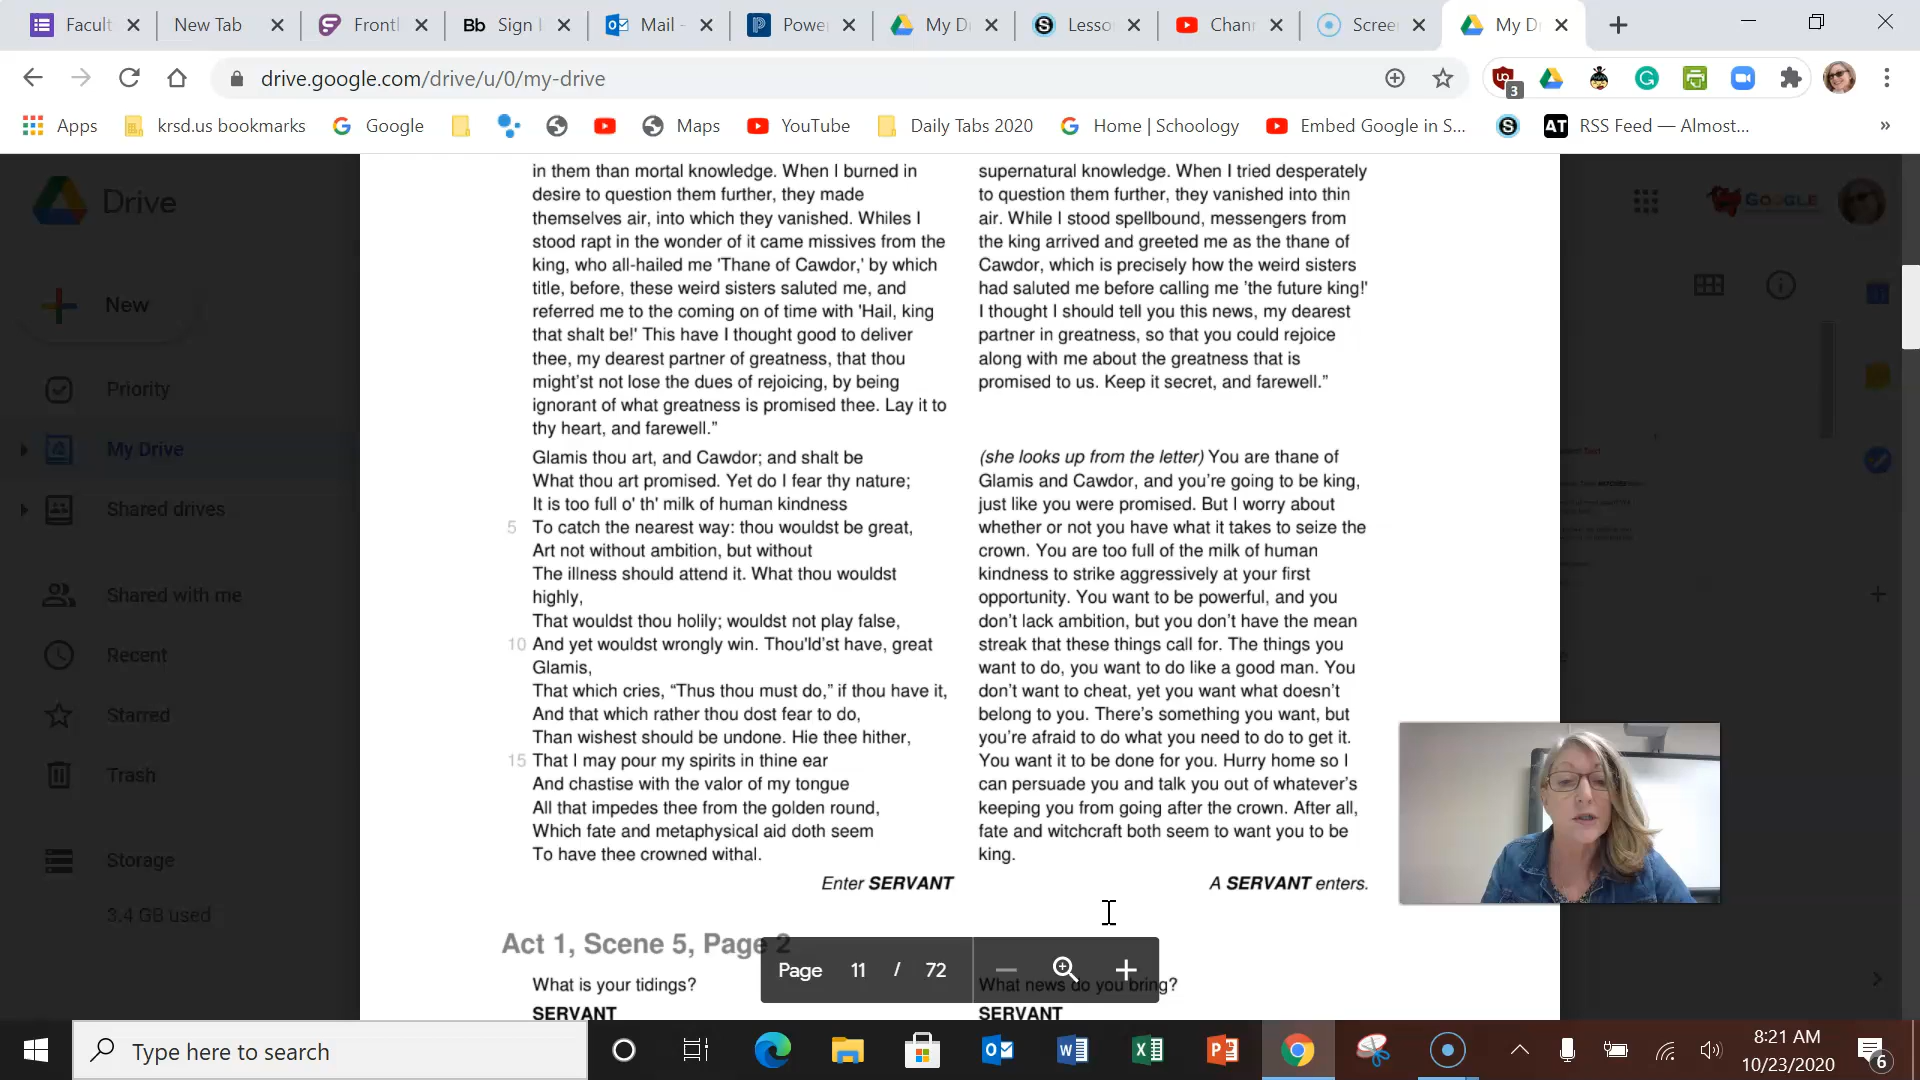 Facult
New Tab
Frontl
Bb Sign I
Mail -
Power
My Dr
Lesso
Chann
Scree
My Dr
drive.google.com/drive/u/0/my-drive
3
Apps
krsd.us bookmarks
Google
Maps
YouTube
Daily Tabs 2020
Home | Schoology
Embed Google in S...
AT RSS Feed — Almost...
»
Drive
New
Priority
My Drive
Shared drives
Shared with me
Recent
Starred
Trash
Storage
3.4 GB used
GOOGLE
in them than mortal knowledge. When I burned in
desire to question them further, they made
themselves air, into which they vanished. Whiles I
stood rapt in the wonder of it came missives from the
king, who all-hailed me 'Thane of Cawdor,' by which
title, before, these weird sisters saluted me, and
referred me to the coming on of time with 'Hail, king
that shalt be!' This have I thought good to deliver
thee, my dearest partner of greatness, that thou
might'st not lose the dues of rejoicing, by being
ignorant of what greatness is promised thee. Lay it to
thy heart, and farewell.”
Glamis thou art, and Cawdor; and shalt be
What thou art promised. Yet do I fear thy nature;
It is too full o' th' milk of human kindness
5 To catch the nearest way: thou wouldst be great,
Art not without ambition, but without
The illness should attend it. What thou wouldst
highly,
That wouldst thou holily; wouldst not play false,
10 And yet wouldst wrongly win. Thou'ld'st have, great
Glamis,
That which cries, “Thus thou must do,” if thou have it,
And that which rather thou dost fear to do,
Than wishest should be undone. Hie thee hither,
15 That I may pour my spirits in thine ear
And chastise with the valor of my tongue
All that impedes thee from the golden round,
Which fate and metaphysical aid doth seem
To have thee crowned withal.
Enter SERVANT
supernatural knowledge. When I tried desperately
to question them further, they vanished into thin
air. While I stood spellbound, messengers from
the king arrived and greeted me as the thane of
Cawdor, which is precisely how the weird sisters
had saluted me before calling me 'the future king!'
I thought I should tell you this news, my dearest
partner in greatness, so that you could rejoice
along with me about the greatness that is
promised to us. Keep it secret, and farewell.”
(she looks up from the letter) You are thane of
Glamis and Cawdor, and you’re going to be king,
just like you were promised. But I worry about
whether or not you have what it takes to seize the
crown. You are too full of the milk of human
kindness to strike aggressively at your first
opportunity. You want to be powerful, and you
don’t lack ambition, but you don’t have the mean
streak that these things call for. The things you
want to do, you want to do like a good man. You
don’t want to cheat, yet you want what doesn’t
belong to you. There’s something you want, but
you’re afraid to do what you need to do to get it.
You want it to be done for you. Hurry home so I
can persuade you and talk you out of whatever’s
keeping you from going after the crown. After all,
fate and witchcraft both seem to want you to be
king.
A SERVANT enters.
Act 1, Scene 5, Page 2
What is your tidings?
SERVANT
What news do you bring?
SERVANT
Page 11 / 72
Type here to search
8:21 AM
10/23/2020
6